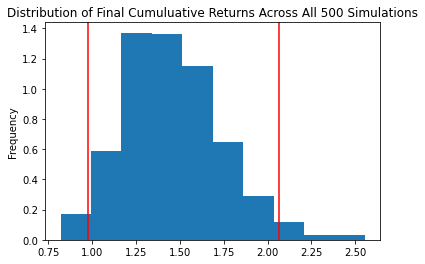 Distribution of Final Cumuluative Returns Across All 500 Simulations
Frequency
1.4
1.2
1.0
0.8
0.6
0.4
0.2
0.0
0.75 1.00 1.25 1.50 1.75 2.00 2.25 2.50